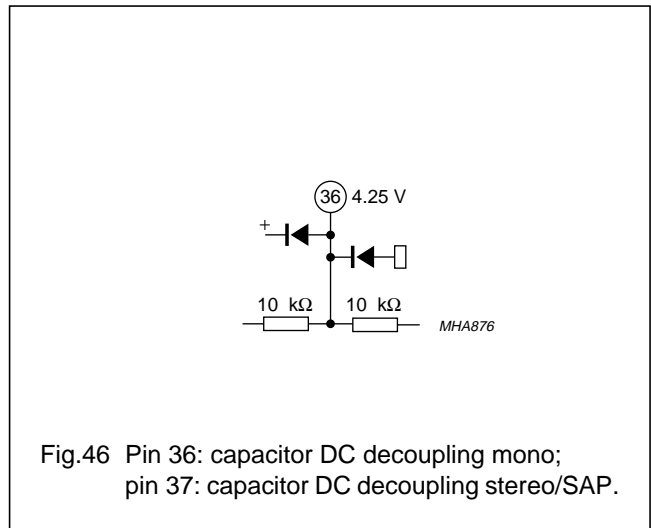 36 4.25 V
+
10 kΩ 10 kΩ
MHA876
Fig.46 Pin 36: capacitor DC decoupling mono;
pin 37: capacitor DC decoupling stereo/SAP.